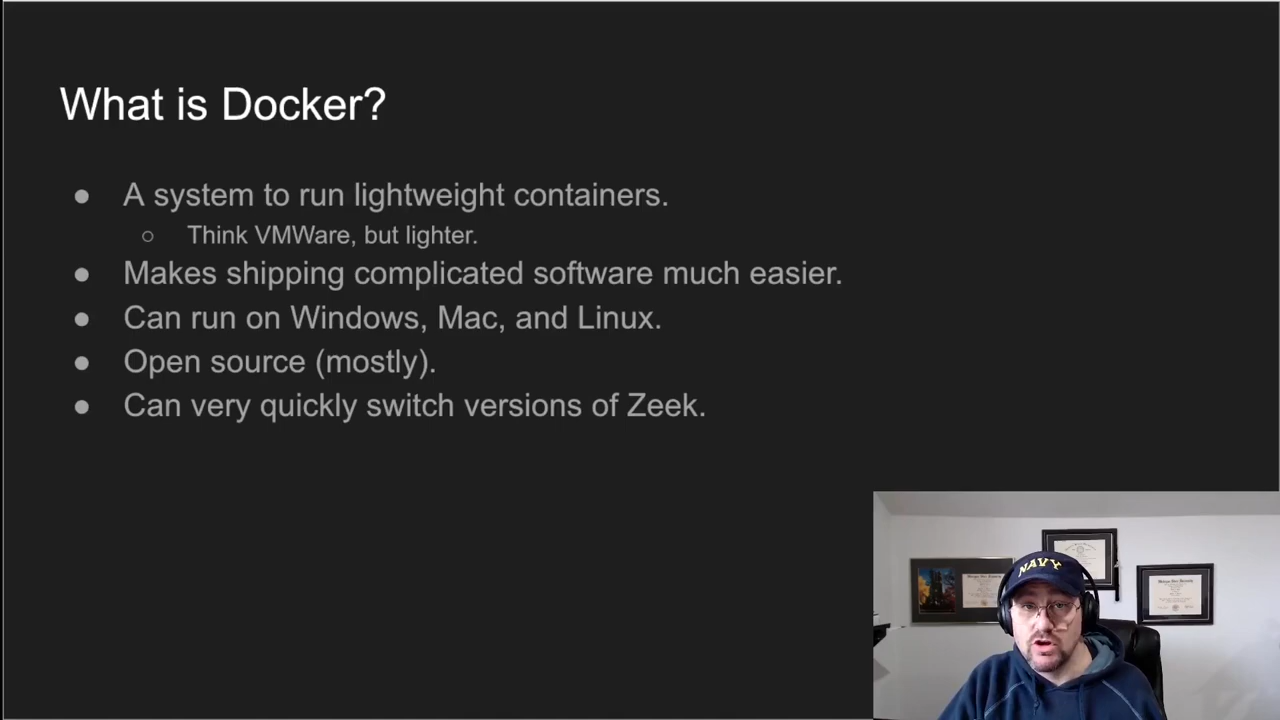 What is Docker?
● A system to run lightweight containers.
○ Think VMWare, but lighter.
● Makes shipping complicated software much easier.
● Can run on Windows, Mac, and Linux.
● Open source (mostly).
● Can very quickly switch versions of Zeek.
NAVY